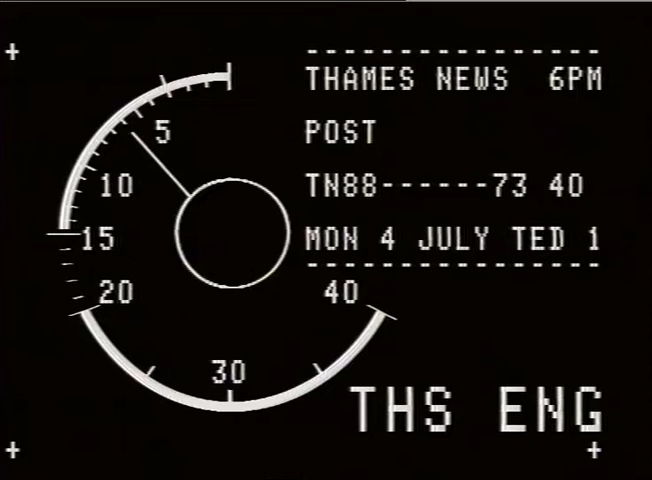 THAMES NEWS 6PM
POST
TN88------73 40
MON 4 JULY TED 1
5
10
15
20
30
40
THS ENG